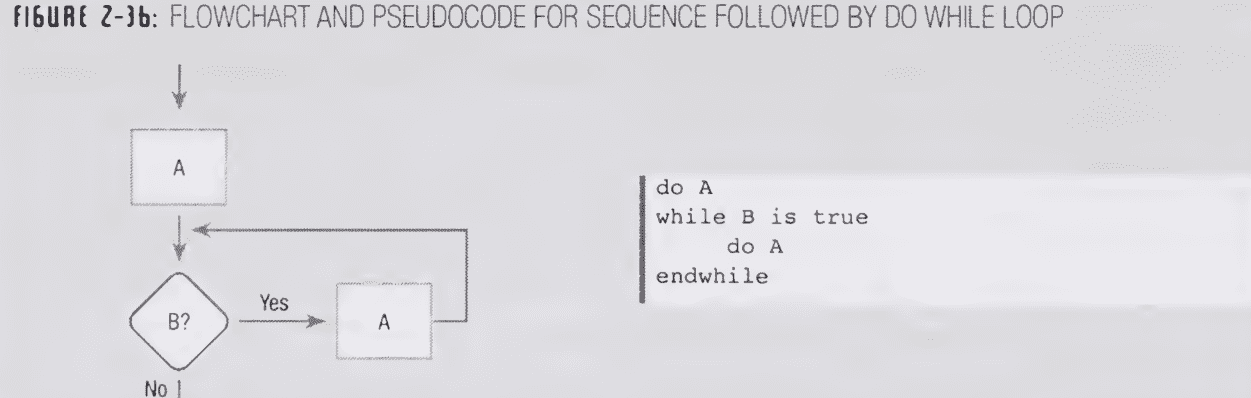 FIGURE 2-3b: FLOWCHART AND PSEUDOCODE FOR SEQUENCE FOLLOWED BY DO WHILE LOOP
A
B?
Yes
A
No
do A
while B is true
do A
endwhile